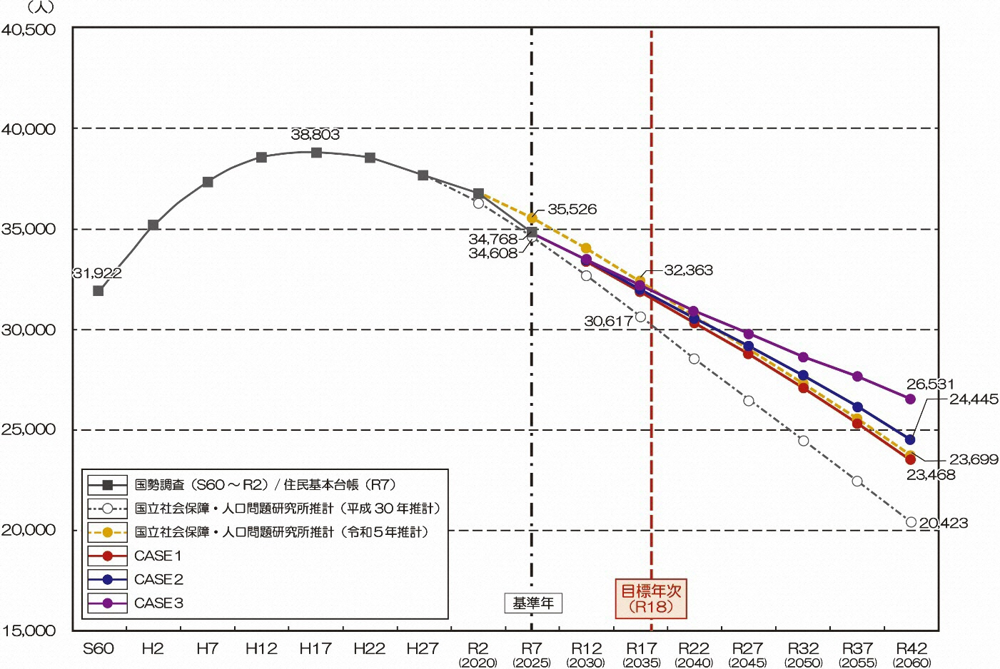 （人）
40,500
40,000
38,803
35,526
35,000
34,768
34,608
31,922
32,363
30,617
30,000
26,531
24,445
25,000
23,699
23,468
20,423
20,000
国勢調査（S60～R2）/ 住民基本台帳（R7）
国立社会保障・人口問題研究所推計（平成30年推計）
国立社会保障・人口問題研究所推計（令和5年推計）
CASE1
CASE2
CASE3
基準年
目標年次
（R18）
15,000
S60 H2 H7 H12 H17 H22 H27 R2 R7 R12 R17 R22 R27 R32 R37 R42
(2020) (2025) (2030) (2035) (2040) (2045) (2050) (2055) (2060)